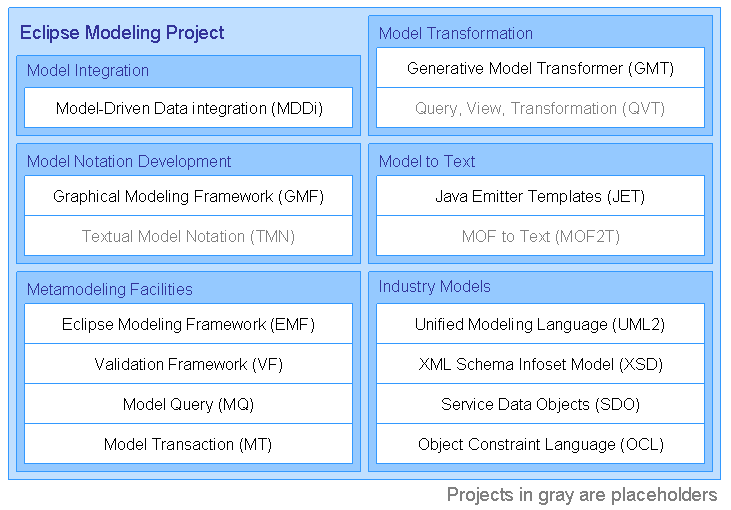 Eclipse Modeling Project
Model Integration
Model-Driven Data integration (MDDi)
Model Transformation
Generative Model Transformer (GMT)
Query, View, Transformation (QVT)
Model Notation Development
Graphical Modeling Framework (GMF)
Textual Model Notation (TMN)
Model to Text
Java Emitter Templates (JET)
MOF to Text (MOF2T)
Metamodeling Facilities
Eclipse Modeling Framework (EMF)
Validation Framework (VF)
Model Query (MQ)
Model Transaction (MT)
Industry Models
Unified Modeling Language (UML2)
XML Schema Infoset Model (XSD)
Service Data Objects (SDO)
Object Constraint Language (OCL)
Projects in gray are placeholders